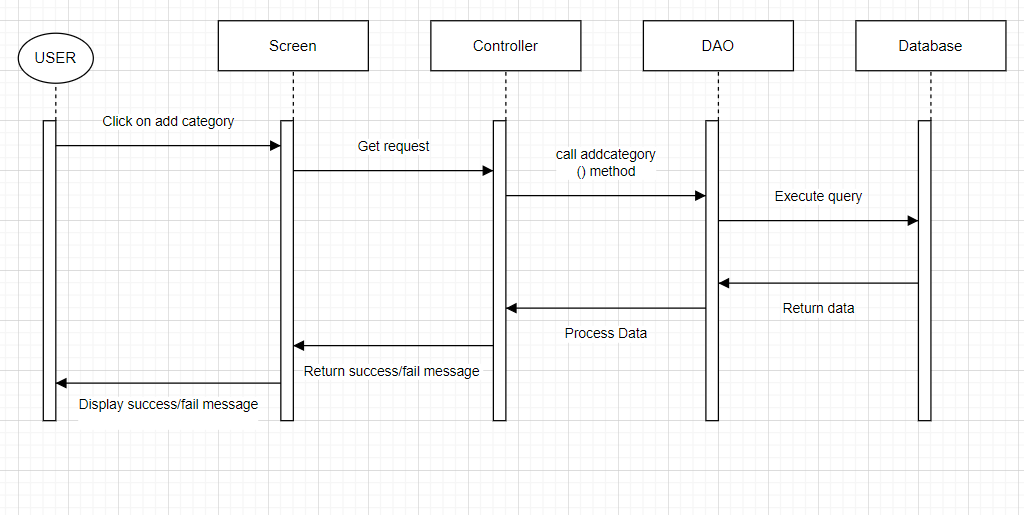 USER
Screen
Controller
DAO
Database
Click on add category
Get request
call addcategory
() method
Execute query
Return data
Process Data
Return success/fail message
Display success/fail message